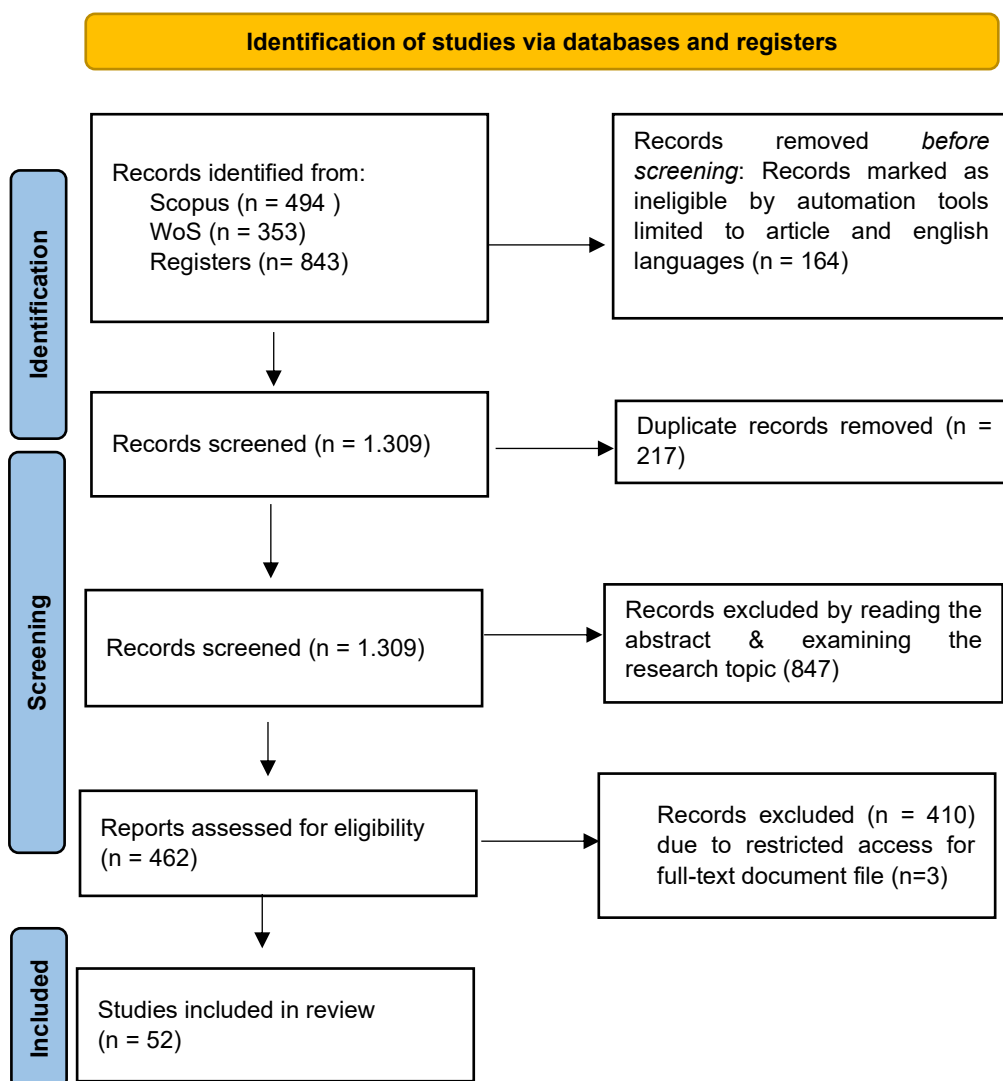 Identification of studies via databases and registers
Identification
Records identified from:
Scopus (n = 494 )
WoS (n = 353)
Registers (n= 843)
Records removed before
screening: Records marked as
ineligible by automation tools
limited to article and english
languages (n = 164)
Records screened (n = 1.309)
Duplicate records removed (n =
217)
Screening
Records screened (n = 1.309)
Records excluded by reading the
abstract & examining the
research topic (847)
Reports assessed for eligibility
(n = 462)
Records excluded (n = 410)
due to restricted access for
full-text document file (n=3)
Included
Studies included in review
(n = 52)